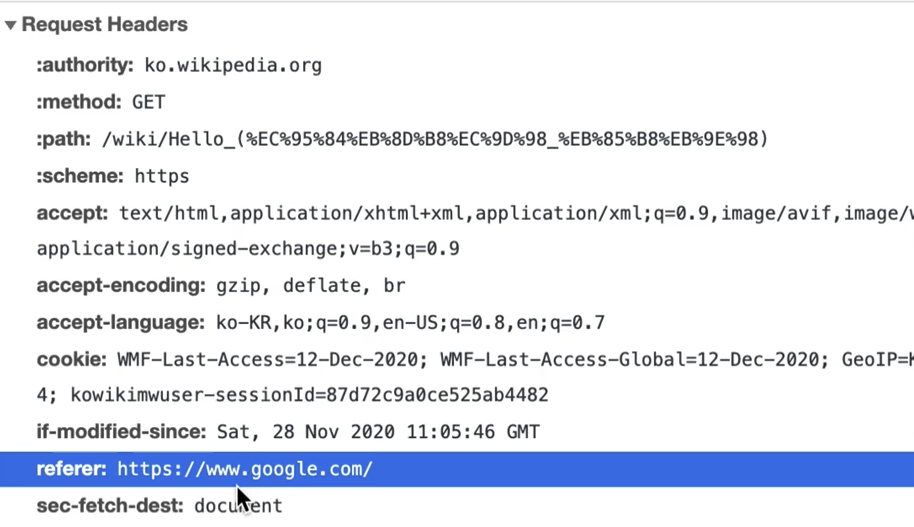 Request Headers
:authority: ko.wikipedia.org
:method: GET
:path: /wiki/Hello_(%EC%95%84%EB%8D%B8%EC%9D%98_%EB%85%B8%EB%9E%98)
:scheme: https
accept: text/html,application/xhtml+xml,application/xml;q=0.9,image/avif,image/
application/signed-exchange;v=b3;q=0.9
accept-encoding: gzip, deflate, br
accept-language: ko-KR,ko;q=0.9,en-US;q=0.8,en;q=0.7
cookie: WMF-Last-Access=12-Dec-2020; WMF-Last-Access-Global=12-Dec-2020; GeoIP=
4; kowikimwuser-sessionId=87d72c9a0ce525ab4482
if-modified-since: Sat, 28 Nov 2020 11:05:46 GMT
referer: https://www.google.com/
sec-fetch-dest: document